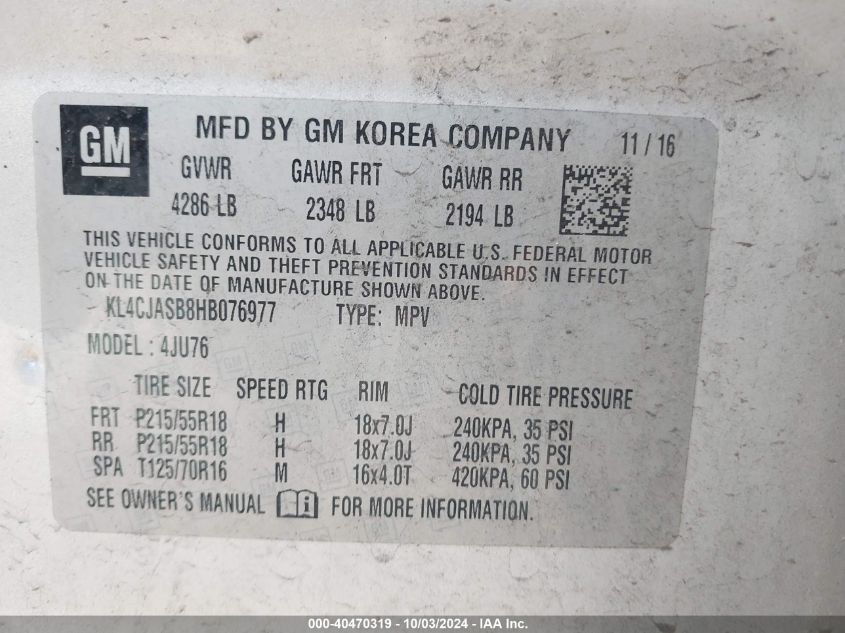 GM MFD BY GM KOREA COMPANY 11 / 16
GVWR GAWR FRT GAWR RR
4286 LB 2348 LB 2194 LB
THIS VEHICLE CONFORMS TO ALL APPLICABLE U.S. FEDERAL MOTOR
VEHICLE SAFETY AND THEFT PREVENTION STANDARDS IN EFFECT
ON THE DATE OF MANUFACTURE SHOWN ABOVE.
KL4CJASB8HB076977 TYPE: MPV
MODEL : 4JU76
TIRE SIZE SPEED RTG RIM COLD TIRE PRESSURE
FRT P215/55R18 H 18x7.0J 240KPA, 35 PSI
RR P215/55R18 H 18x7.0J 240KPA, 35 PSI
SPA T125/70R16 M 16x4.0T 420KPA, 60 PSI
SEE OWNER'S MANUAL i FOR MORE INFORMATION.
000-40470319 - 10/03/2024 - IAA Inc.